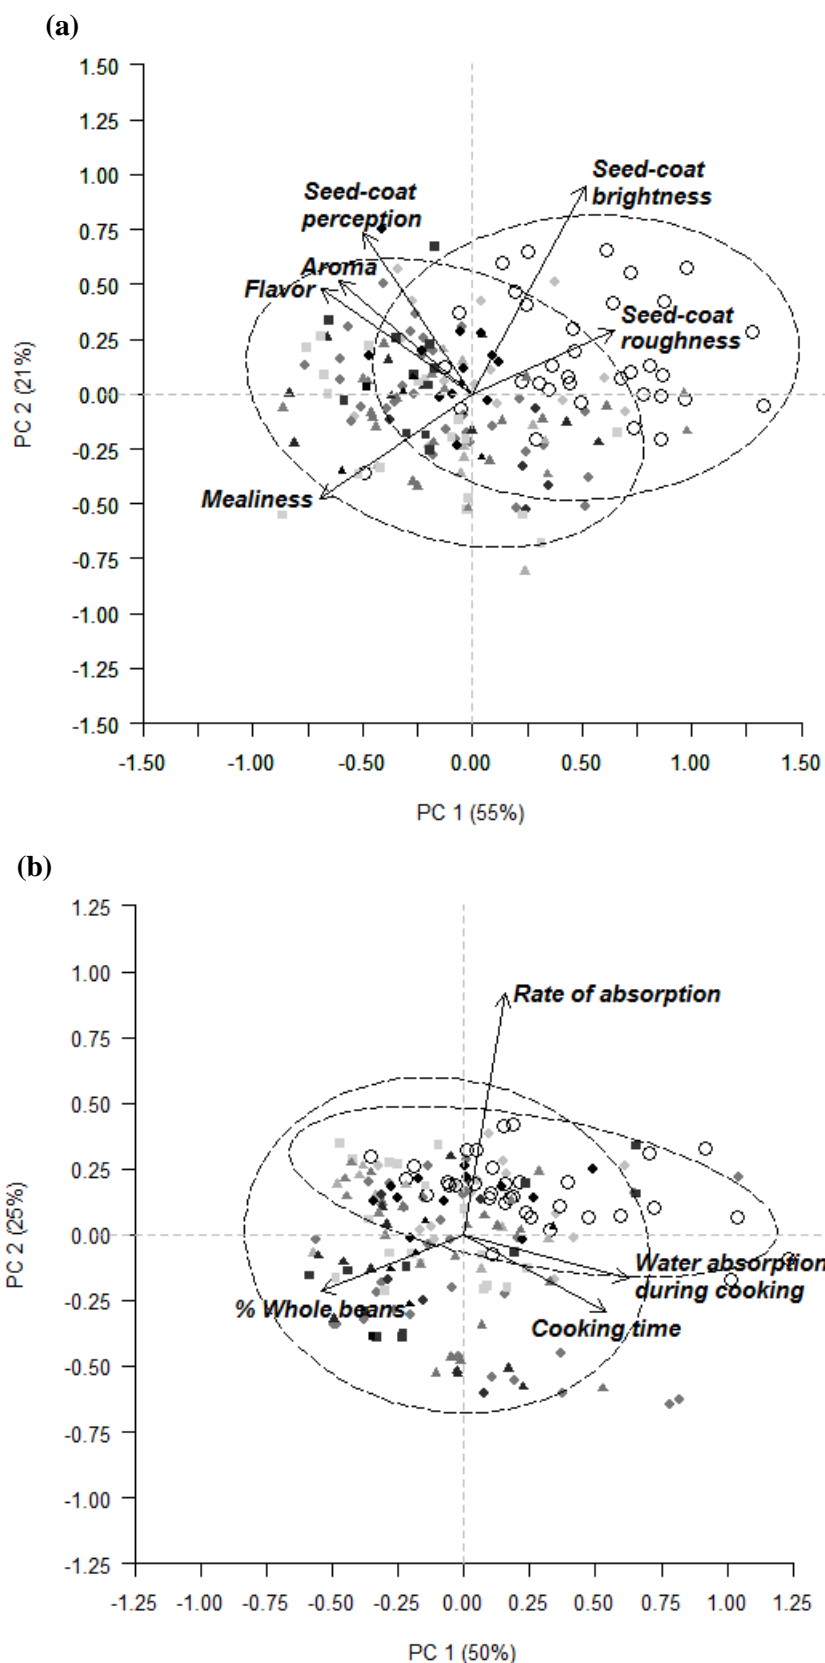 (a)
1.50
1.25
1.00
0.75
0.50
0.25
0.00
-0.25
-0.50
-0.75
-1.00
-1.25
-1.50
PC 2 (21%)
Seed-coat
perception
Seed-coat
brightness
Aroma
Flavor
Seed-coat
roughness
Mealiness
-1.50 -1.00 -0.50 0.00 0.50 1.00 1.50
PC 1 (55%)
(b)
1.25
1.00
0.75
0.50
0.25
0.00
-0.25
-0.50
-0.75
-1.00
-1.25
PC 2 (25%)
Rate of absorption
Water absorption
during cooking
% Whole beans
Cooking time
-1.25 -1.00 -0.75 -0.50 -0.25 0.00 0.25 0.50 0.75 1.00 1.25
PC 1 (50%)